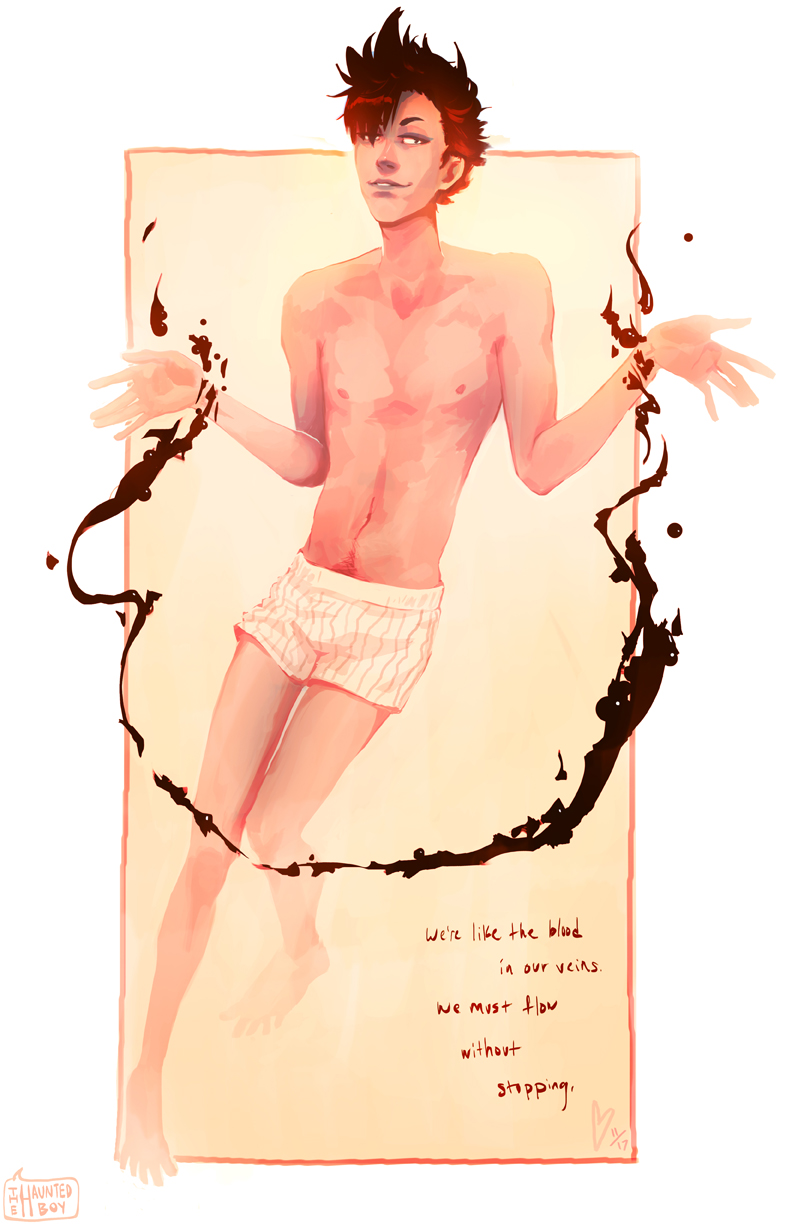 We're like the blood
in our veins.
We must flow
without
stopping.
11/17
THE HAUNTED BOY